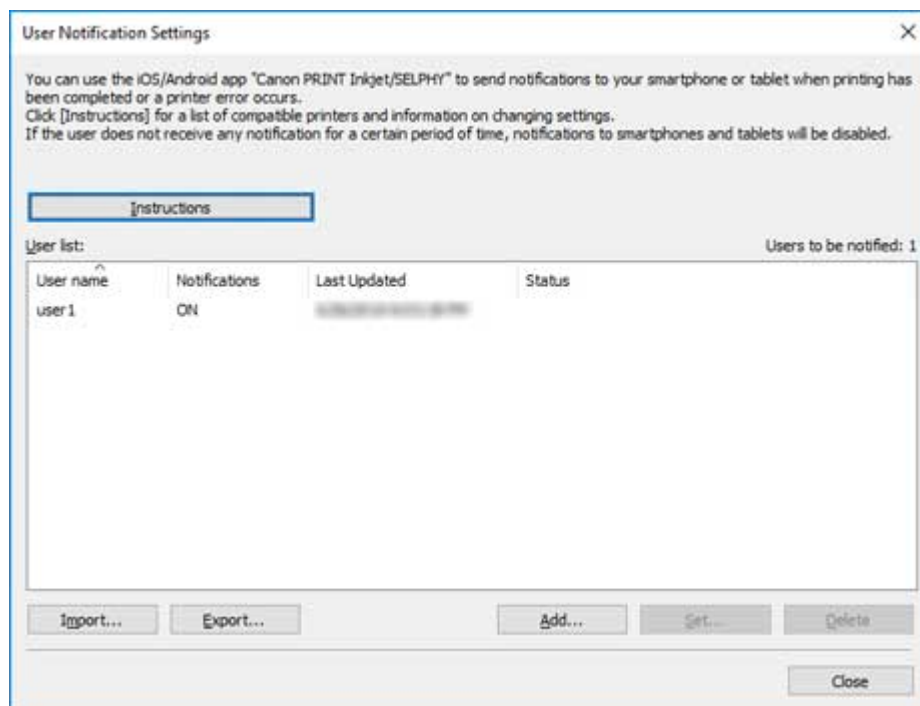 User Notification Settings
You can use the iOS/Android app "Canon PRINT Inkjet/SELPHY" to send notifications to your smartphone or tablet when printing has
been completed or a printer error occurs.
Click [Instructions] for a list of compatible printers and information on changing settings.
If the user does not receive any notification for a certain period of time, notifications to smartphones and tablets will be disabled.
Instructions
User list: Users to be notified: 1
User name Notifications Last Updated Status
user1 ON
Import... Export... Add... Set... Delete
Close